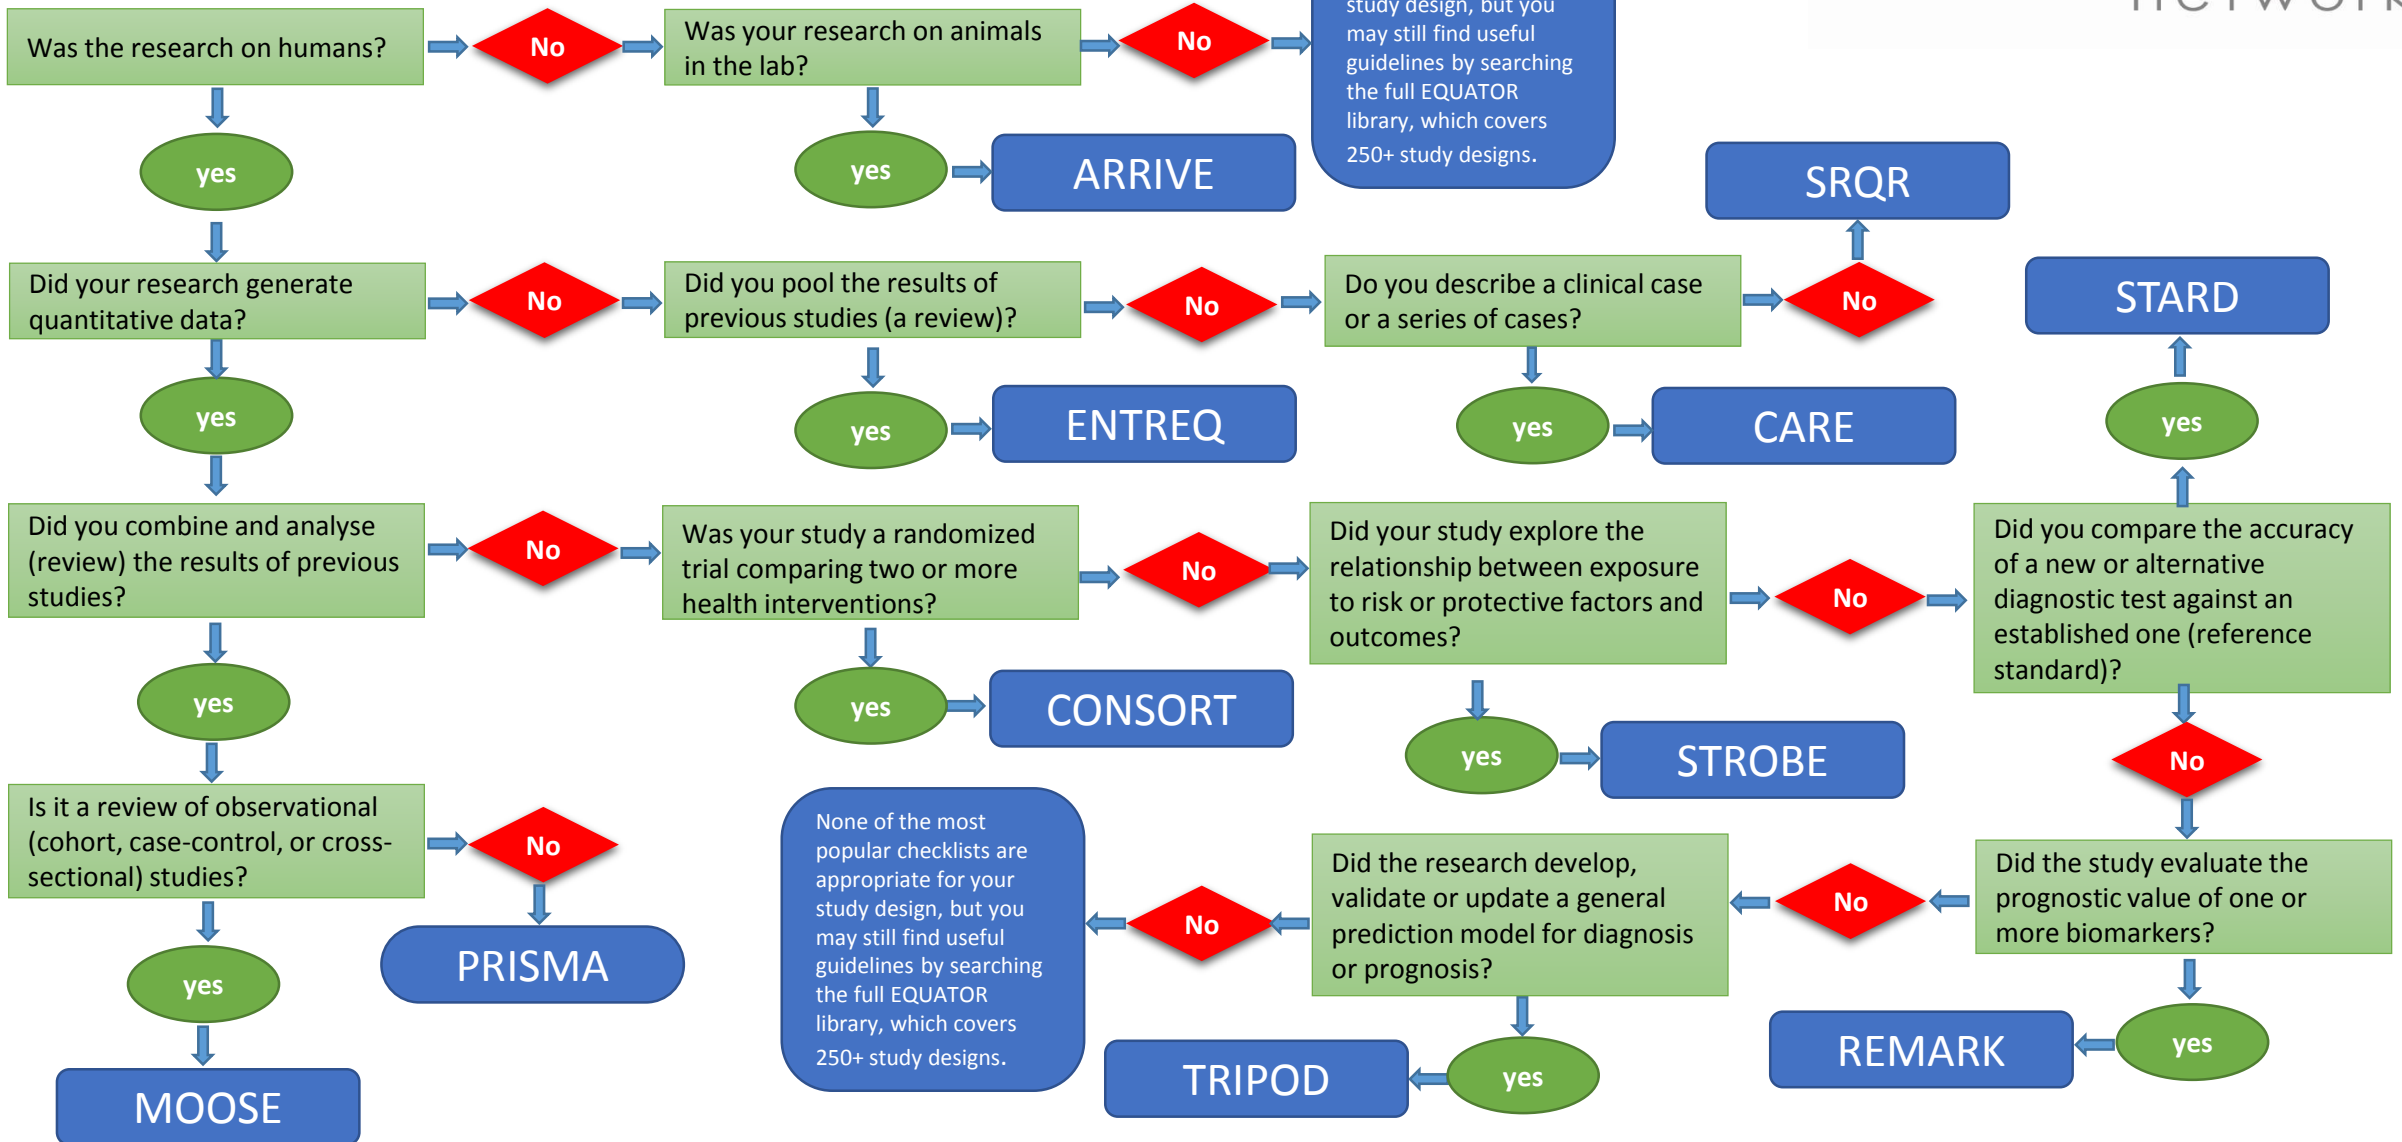 Was the research on humans?
No
Was your research on animals
in the lab?
No
study design, but you
may still find useful
guidelines by searching
the full EQUATOR
library, which covers
250+ study designs.
network
yes
yes
ARRIVE
SRQR
Did your research generate
quantitative data?
No
Did you pool the results of
previous studies (a review)?
No
Do you describe a clinical case
or a series of cases?
No
STARD
yes
yes
ENTREQ
yes
CARE
yes
Did you combine and analyse
(review) the results of previous
studies?
No
Was your study a randomized
trial comparing two or more
health interventions?
No
Did your study explore the
relationship between exposure
to risk or protective factors and
outcomes?
No
Did you compare the accuracy
of a new or alternative
diagnostic test against an
established one (reference
standard)?
yes
yes
CONSORT
yes
STROBE
No
Is it a review of observational
(cohort, case-control, or cross-
sectional) studies?
No
PRISMA
None of the most
popular checklists are
appropriate for your
study design, but you
may still find useful
guidelines by searching
the full EQUATOR
library, which covers
250+ study designs.
No
Did the research develop,
validate or update a general
prediction model for diagnosis
or prognosis?
No
Did the study evaluate the
prognostic value of one or
more biomarkers?
yes
MOOSE
TRIPOD
yes
REMARK
yes